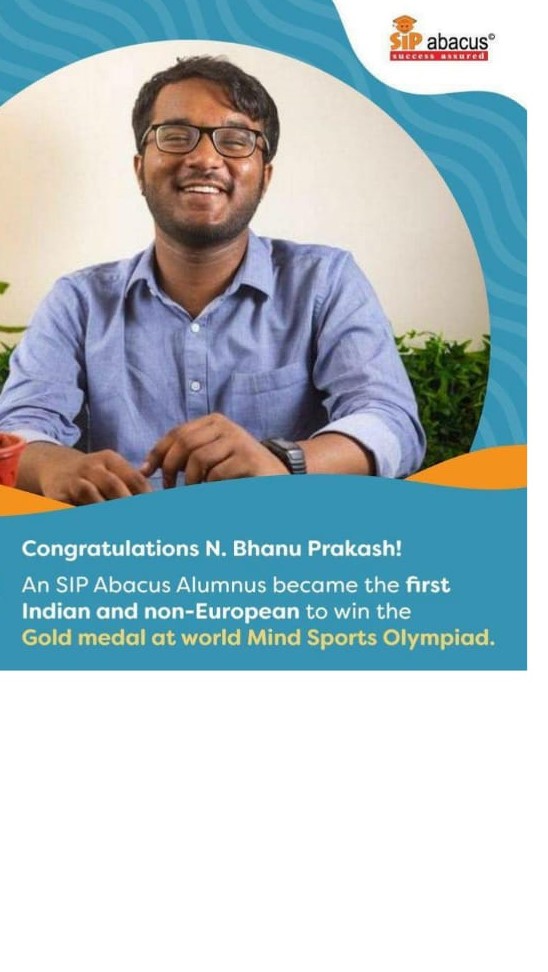 SIP abacus©
success assured
Congratulations N. Bhanu Prakash!
An SIP Abacus Alumnus became the first
Indian and non-European to win the
Gold medal at world Mind Sports Olympiad.